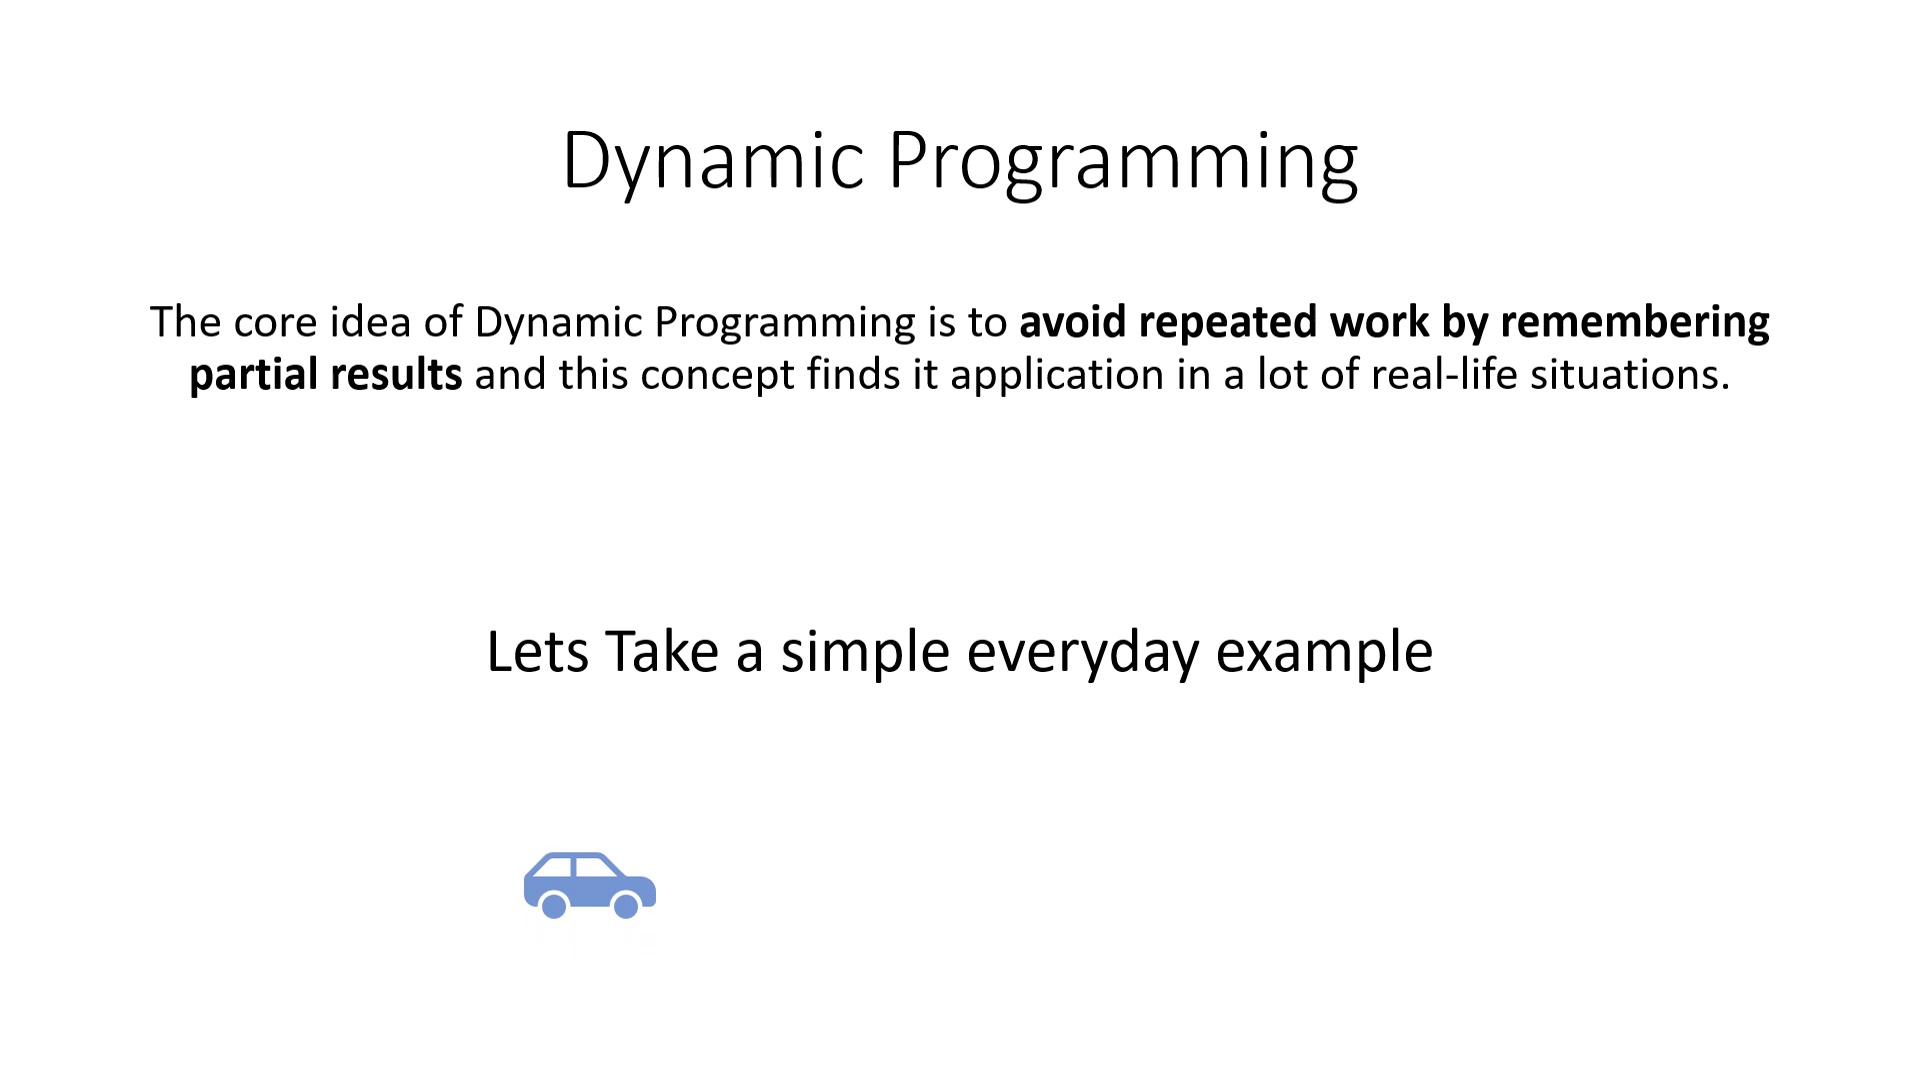 Dynamic Programming
The core idea of Dynamic Programming is to avoid repeated work by remembering
partial results and this concept finds it application in a lot of real-life situations.
Lets Take a simple everyday example